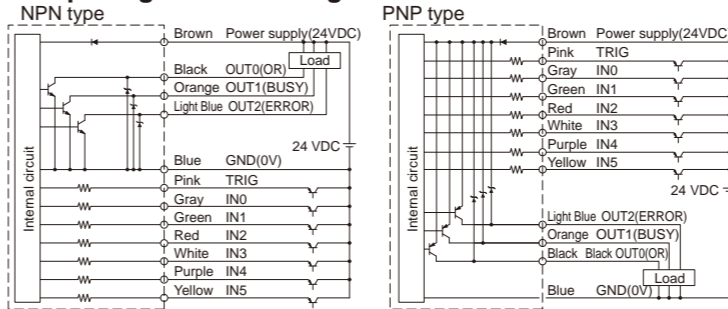 NPN type
Internal circuit
Brown Power supply(24VDC)
Load
Black OUT0(OR)
Orange OUT1(BUSY)
Light Blue OUT2(ERROR)
24 VDC
Blue GND(0V)
Pink TRIG
Gray IN0
Green IN1
Red IN2
White IN3
Purple IN4
Yellow IN5
PNP type
Internal circuit
Brown Power supply(24VDC
Pink TRIG
Gray IN0
Green IN1
Red IN2
White IN3
Purple IN4
Yellow IN5
24 VDC
Light Blue OUT2(ERROR)
Orange OUT1(BUSY)
Black Black OUT0(OR)
Load
Blue GND(0V)